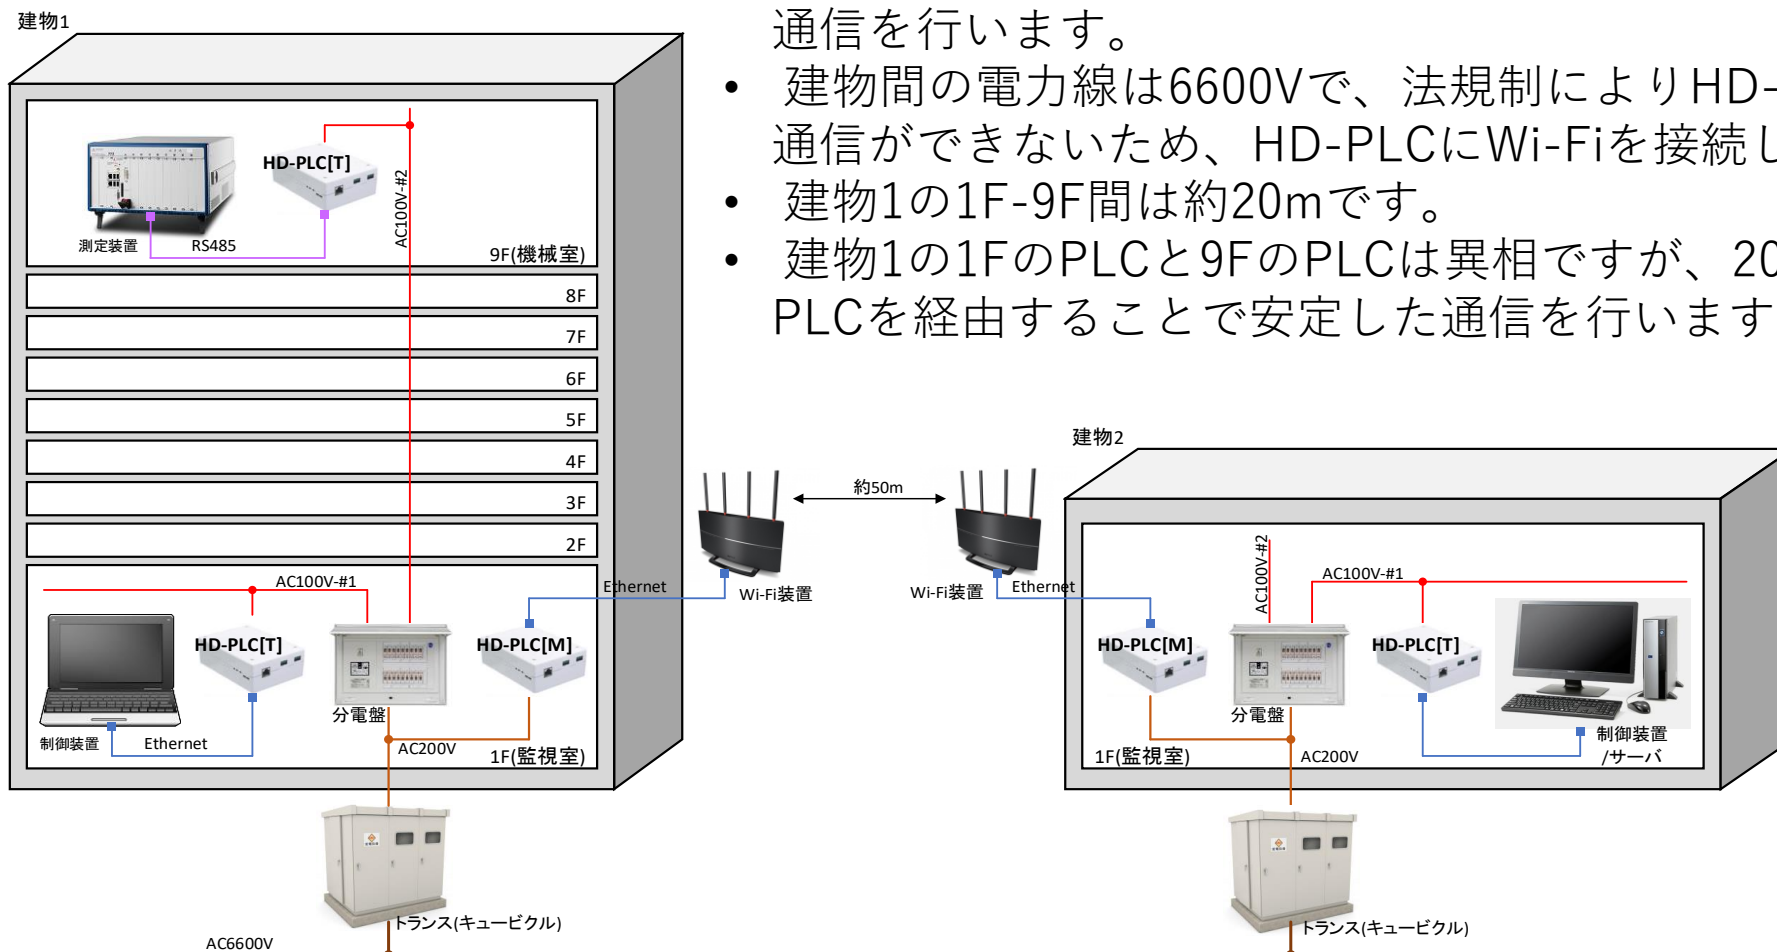 建物1
通信を行います。
• 建物間の電力線は6600Vで、法規制によりHD-
通信ができないため、HD-PLCにWi-Fiを接続し
• 建物1の1F-9F間は約20mです。
• 建物1の1FのPLCと9FのPLCは異相ですが、20
PLCを経由することで安定した通信を行います
HD-PLC[T]
AC100V-#2
測定装置
RS485
9F(機械室)
8F
7F
6F
5F
4F
3F
2F
AC100V-#1
HD-PLC[T]
HD-PLC[M]
分電盤
制御装置
Ethernet
AC200V
1F(監視室)
Ethernet
Wi-Fi装置
約50m
Wi-Fi装置
Ethernet
建物2
AC100V-#2
AC100V-#1
HD-PLC[M]
HD-PLC[T]
分電盤
1F(監視室)
AC200V
制御装置
/サーバ
トランス(キュービクル)
AC6600V
トランス(キュービクル)